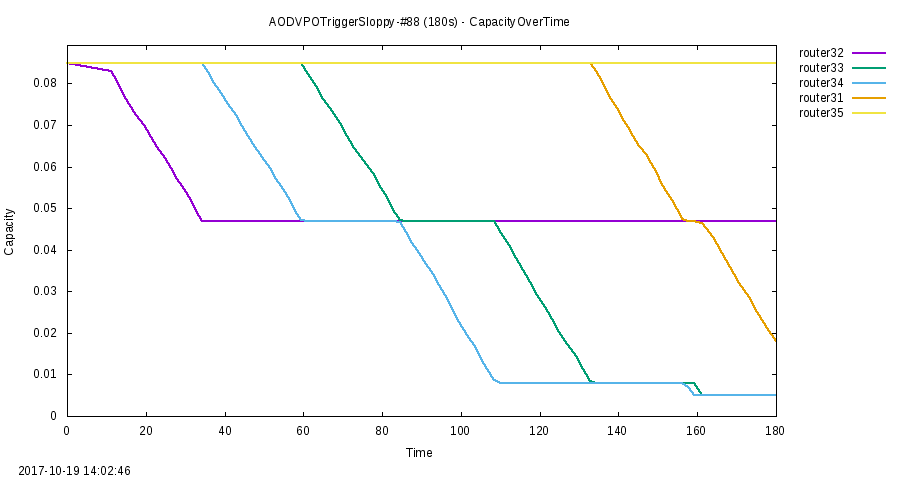 AODVPOTriggerSloppy-#88 (180s) - CapacityOverTime
router32
router33
router34
router31
router35
0.08
0.07
0.06
0.05
0.04
0.03
0.02
0.01
0
Capacity
0 20 40 60 80 100 120 140 160 180
Time
2017-10-19 14:02:46